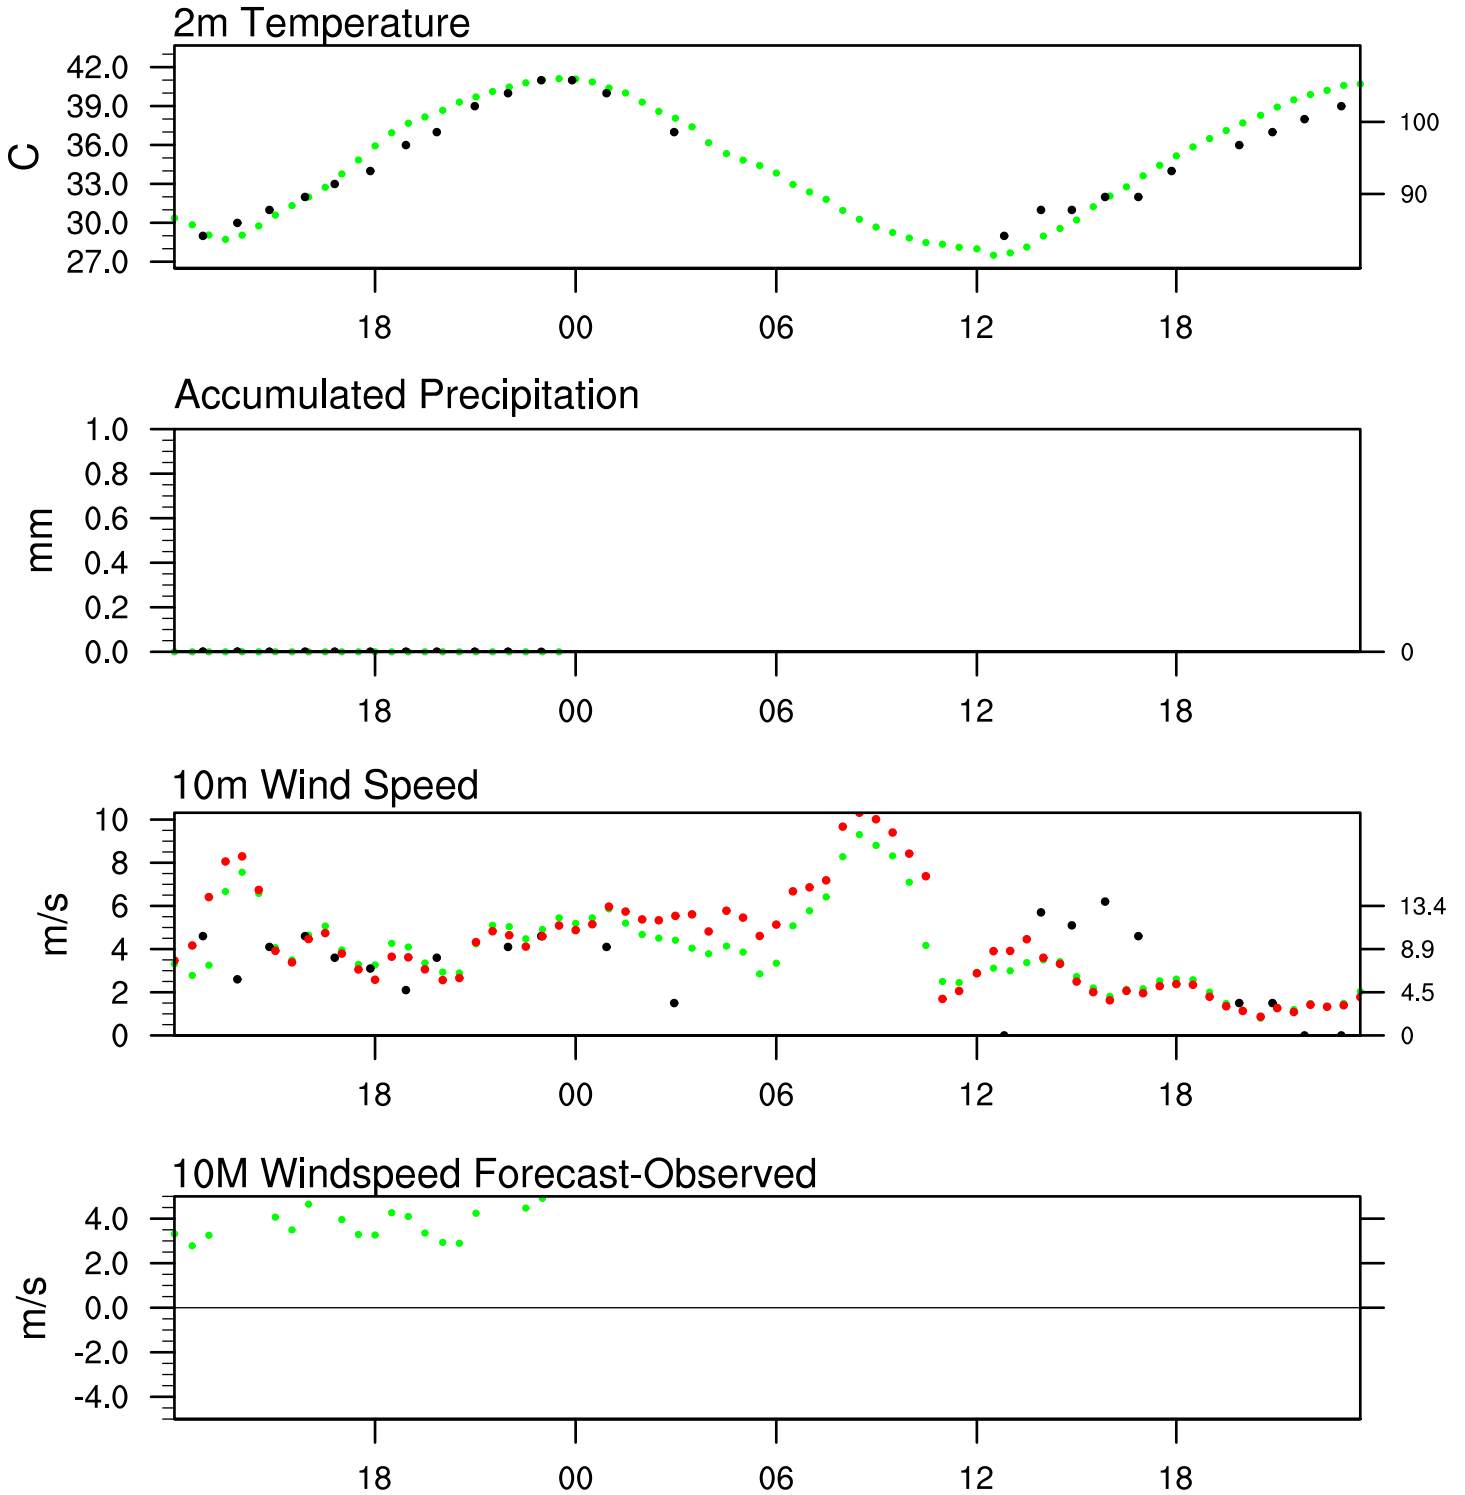 2m Temperature
42.0
39.0
36.0
33.0
30.0
27.0
C
100
90
18 00 06 12 18
Accumulated Precipitation
1.0
0.8
0.6
0.4
0.2
0.0
mm
0
18 00 06 12 18
10m Wind Speed
10
8
6
4
2
0
m/s
13.4
8.9
4.5
0
18 00 06 12 18
10M Windspeed Forecast-Observed
4.0
2.0
0.0
-2.0
-4.0
m/s
18 00 06 12 18